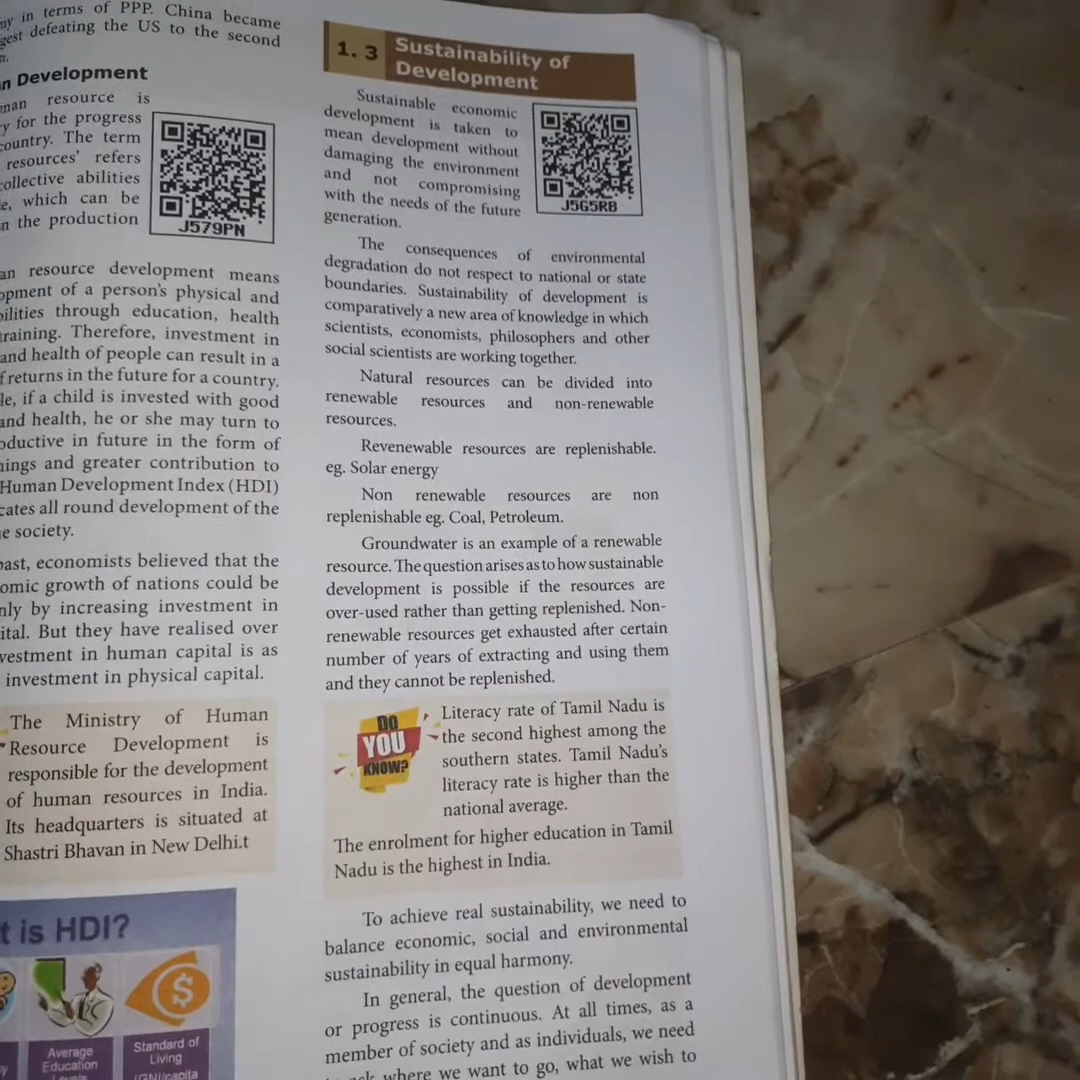 in terms of PPP. China became
defeating the US to the second
Development
resource is
for the progress
country. The term
resources' refers
collective abilities
which can be
the production
J579PN
resource development means
of a person's physical and
through education, health
training. Therefore, investment in
and health of people can result in a
returns in the future for a country.
if a child is invested with good
and health, he or she may turn to
in future in the form of
and greater contribution to
Human Development Index (HDI)
all round development of the
society.
past, economists believed that the
growth of nations could be
by increasing investment in
But they have realised over
in human capital is as
investment in physical capital.
The Ministry of Human
Resource Development is
responsible for the development
of human resources in India.
Its headquarters is situated at
Shastri Bhavan in New Delhi.t
is HDI?
Average
Education
Standard of
Living
1. 3 Sustainability of
Development
Sustainable economic
development is taken to
mean development without
damaging the environment
and not compromising
with the needs of the future
generation.
J5G5RB
The consequences of environmental
degradation do not respect to national or state
boundaries. Sustainability of development is
comparatively a new area of knowledge in which
scientists, economists, philosophers and other
social scientists are working together.
Natural resources can be divided into
renewable resources and non-renewable
resources.
Revenewable resources are replenishable.
eg. Solar energy
Non renewable resources are non
replenishable eg. Coal, Petroleum.
Groundwater is an example of a renewable
resource. The question arises as to how sustainable
development is possible if the resources are
over-used rather than getting replenished. Non-
renewable resources get exhausted after certain
number of years of extracting and using them
and they cannot be replenished.
DO
YOU
KNOW?
Literacy rate of Tamil Nadu is
the second highest among the
southern states. Tamil Nadu's
literacy rate is higher than the
national average.
The enrolment for higher education in Tamil
Nadu is the highest in India.
To achieve real sustainability, we need to
balance economic, social and environmental
sustainability in equal harmony.
In general, the question of development
or progress is continuous. At all times, as a
member of society and as individuals, we need
where we want to go, what we wish to